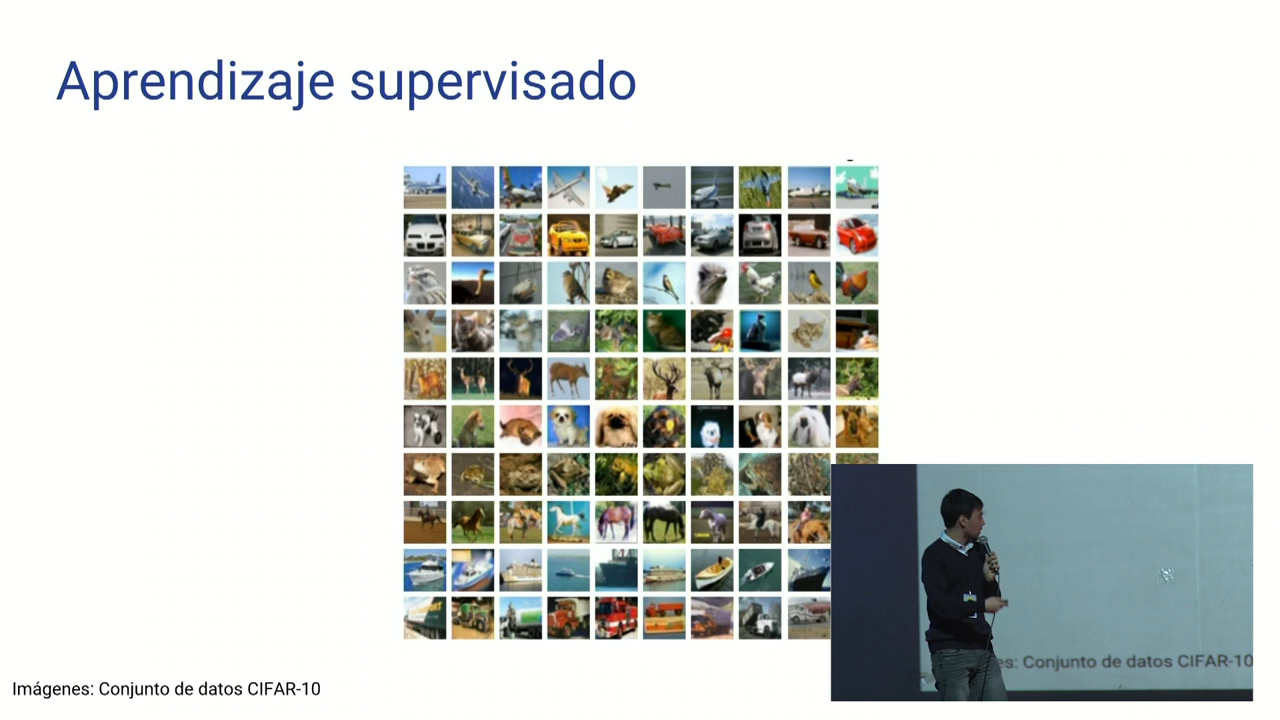 Aprendizaje supervisado
Imágenes: Conjunto de datos CIFAR-10
es: Conjunto de datos CIFAR-10